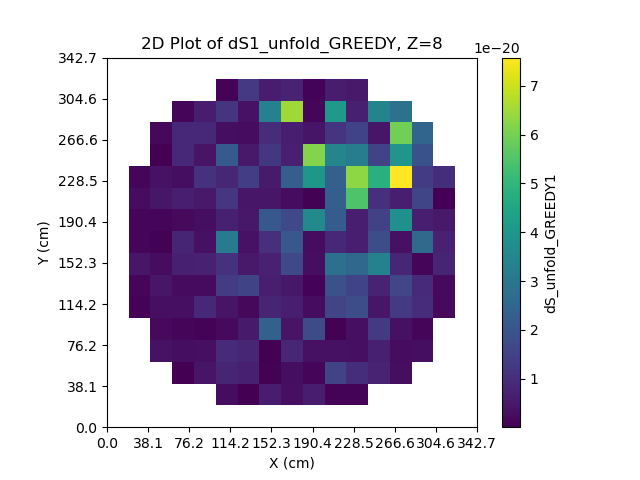 2D Plot of dS1_unfold_GREEDY, Z=8
1e−20
342.7
304.6
266.6
228.5
190.4
152.3
114.2
76.2
38.1
0.0
Y (cm)
0.0 38.1 76.2 114.2 152.3 190.4 228.5 266.6 304.6 342.7
X (cm)
7
6
5
4
3
2
1
dS_unfold_GREEDY1